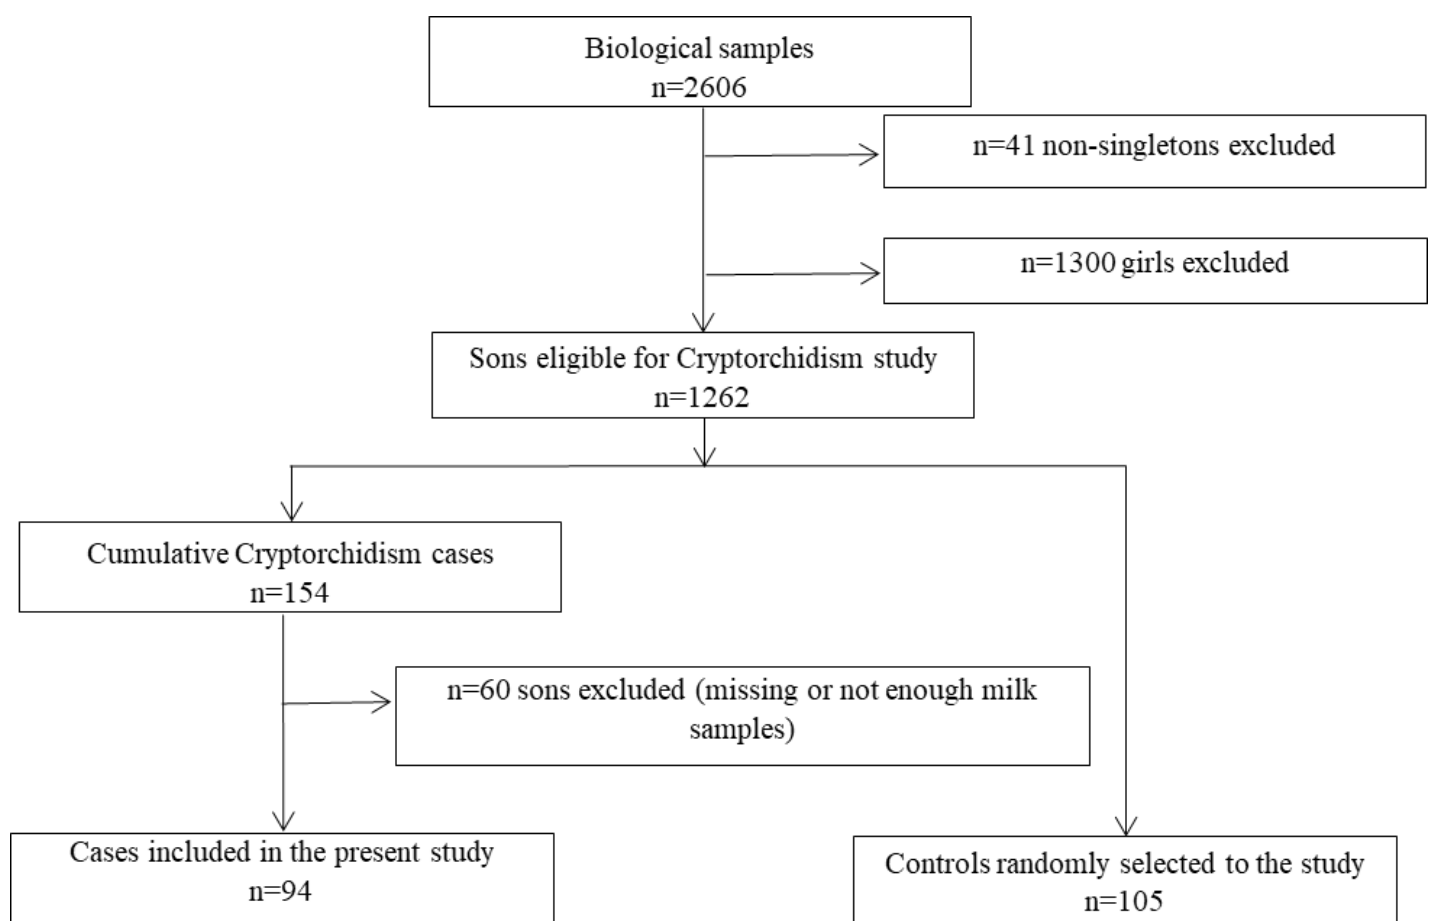 Biological samples
n=2606
n=41 non-singletons excluded
n=1300 girls excluded
Sons eligible for Cryptorchidism study
n=1262
Cumulative Cryptorchidism cases
n=154
n=60 sons excluded (missing or not enough milk
samples)
Cases included in the present study
n=94
Controls randomly selected to the study
n=105